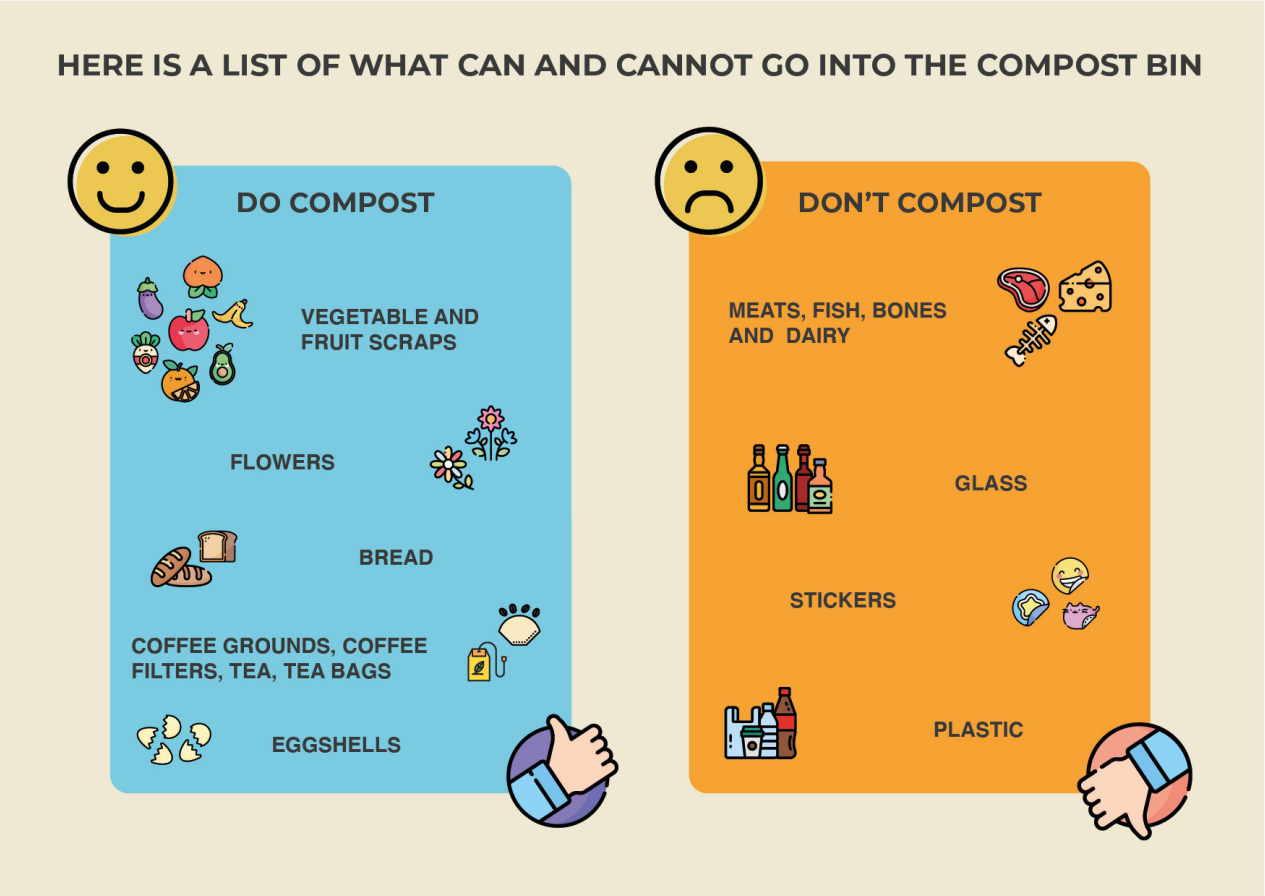 HERE IS A LIST OF WHAT CAN AND CANNOT GO INTO THE COMPOST BIN
DO COMPOST
VEGETABLE AND
FRUIT SCRAPS
FLOWERS
BREAD
COFFEE GROUNDS, COFFEE
FILTERS, TEA, TEA BAGS
EGGSHELLS
DON’T COMPOST
MEATS, FISH, BONES
AND  DAIRY
GLASS
STICKERS
PLASTIC